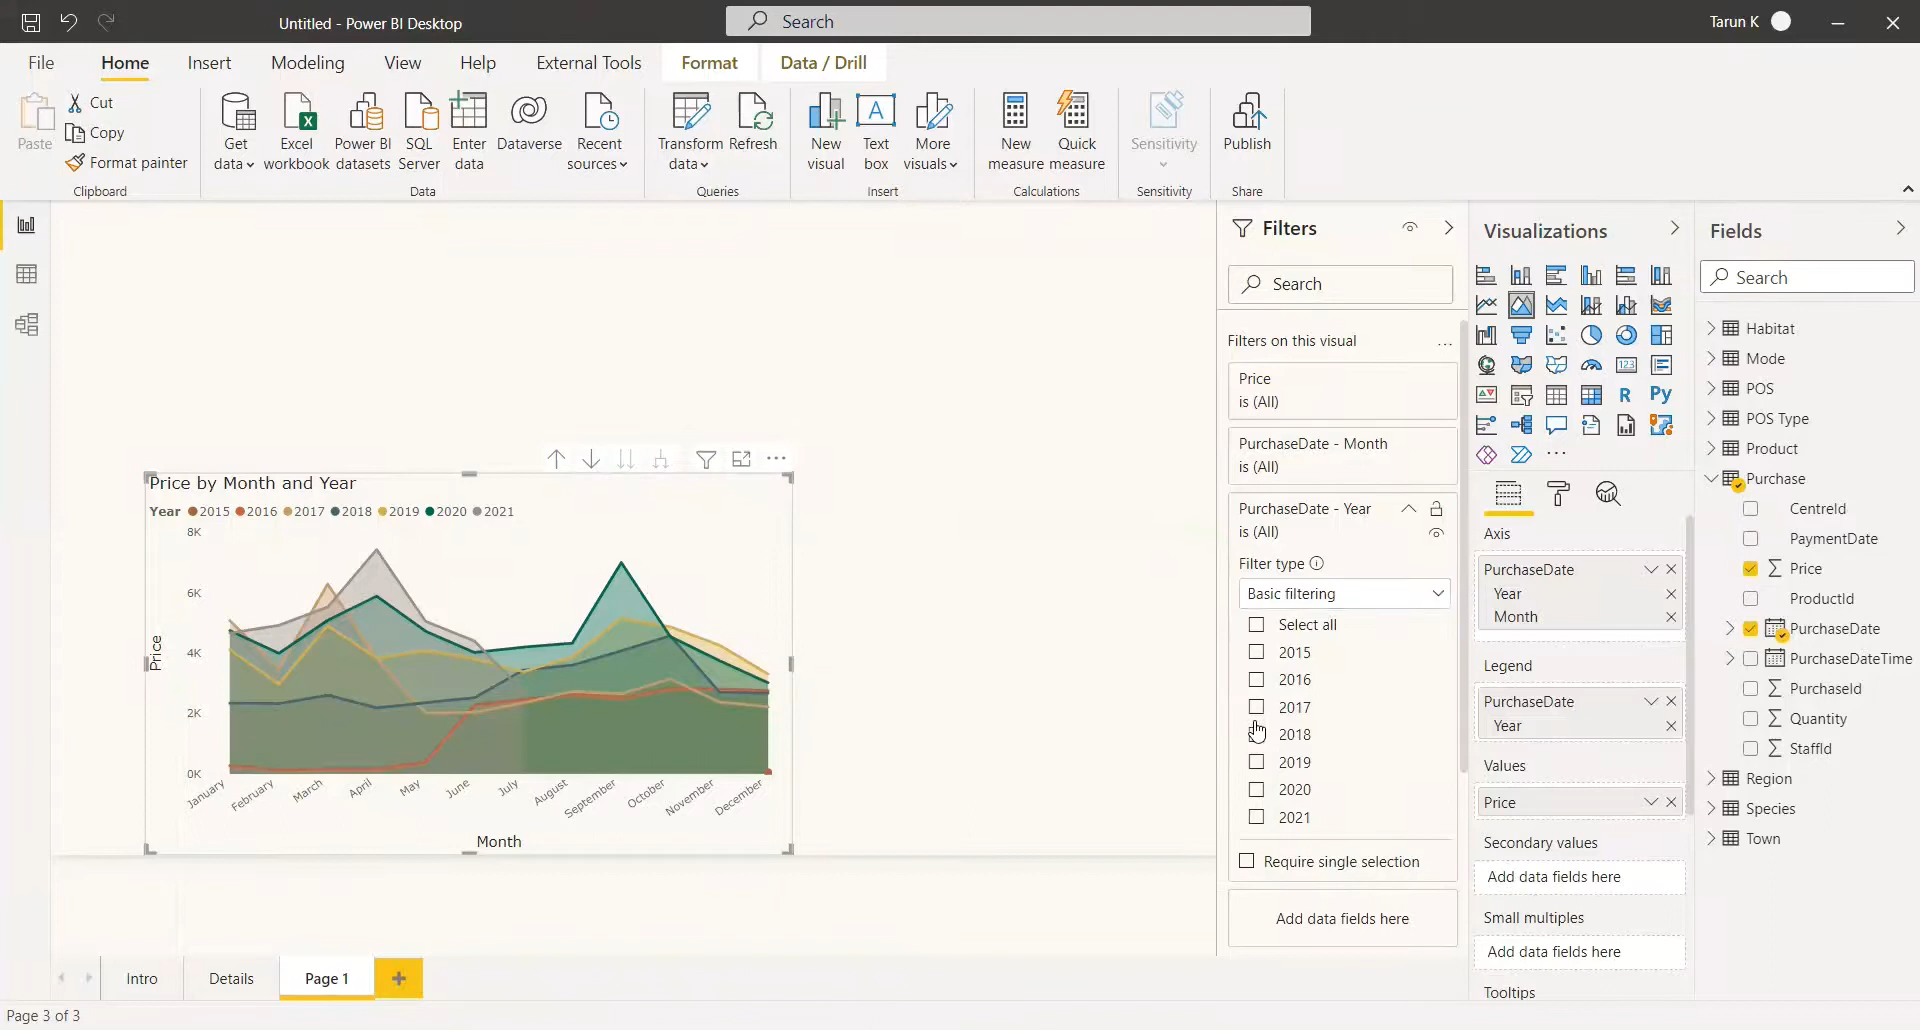 Untitled - Power BI Desktop
Search
Tarun K
File Home Insert Modeling View Help External Tools Format Data / Drill
Paste
Cut
Copy
Format painter
Clipboard
Get data
Excel workbook
Power BI datasets
SQL Server
Enter data
Dataverse
Recent sources
Data
Transform data
Refresh
Queries
New visual
Text box
More visuals
Insert
New measure
Quick measure
Calculations
Sensitivity
Sensitivity
Publish
Share
Price by Month and Year
Year 2015 2016 2017 2018 2019 2020 2021
8K
6K
4K
2K
0K
Price
January February March April May June July August September October November December
Month
Filters
Search
Filters on this visual
...
Price
is (All)
PurchaseDate - Month
is (All)
PurchaseDate - Year
is (All)
Filter type
Basic filtering
Select all
2015
2016
2017
2018
2019
2020
2021
Require single selection
Add data fields here
Visualizations
123
R
Py
...
Axis
PurchaseDate
Year
Month
Legend
PurchaseDate
Year
Values
Price
Secondary values
Add data fields here
Small multiples
Add data fields here
Tooltips
Fields
Search
Habitat
Mode
POS
POS Type
Product
Purchase
CentreId
PaymentDate
Price
ProductId
PurchaseDate
PurchaseDateTime
PurchaseId
Quantity
StaffId
Region
Species
Town
Intro Details Page 1 +
Page 3 of 3